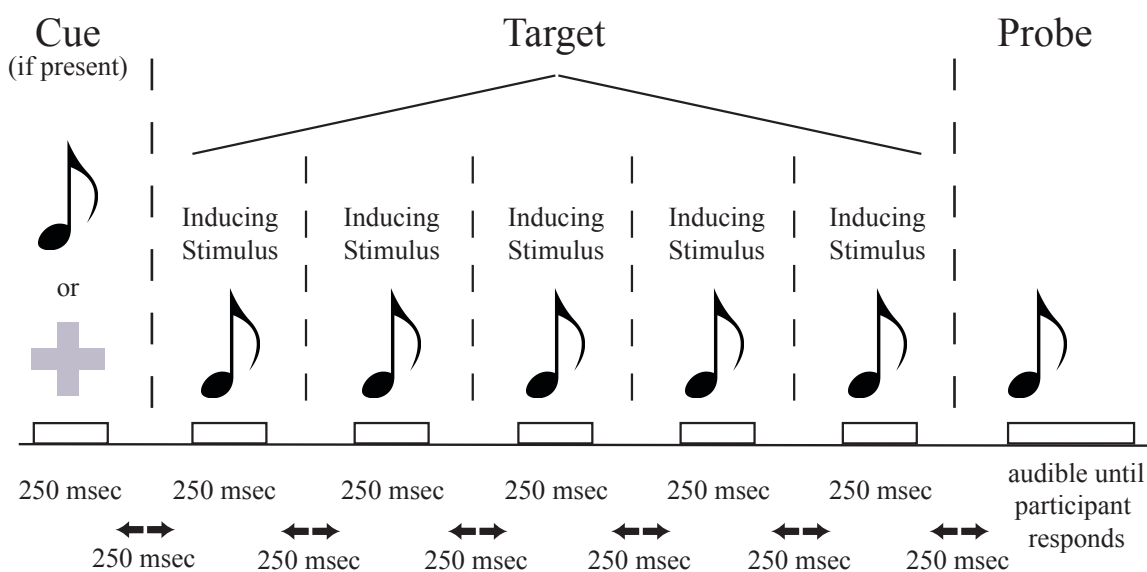 Cue
(if present)
Target
Probe
or
Inducing
Stimulus
Inducing
Stimulus
Inducing
Stimulus
Inducing
Stimulus
Inducing
Stimulus
250 msec
250 msec
250 msec
250 msec
250 msec
250 msec
audible until
participant
responds
250 msec
250 msec
250 msec
250 msec
250 msec
250 msec